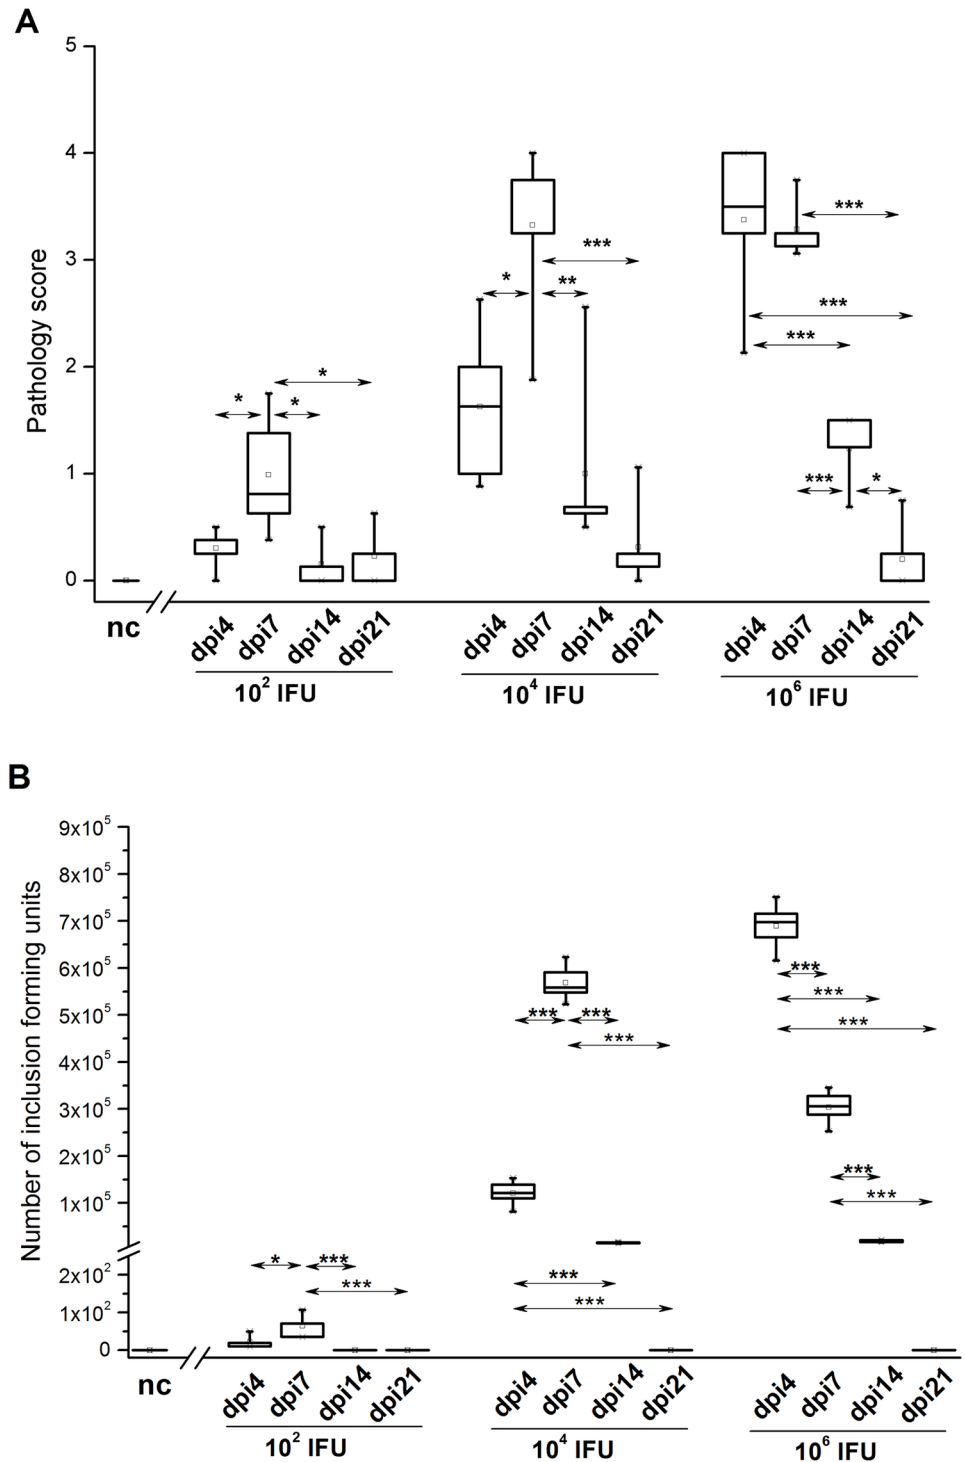 A
5
4
3
2
1
0
Pathology score
* * *
* ** ***
*** *** *** *** *
nc
dpi4 dpi7 dpi14 dpi21 dpi4 dpi7 dpi14 dpi21 dpi4 dpi7 dpi14 dpi21
10² IFU 10⁴ IFU 10⁶ IFU
B
9x10⁵
8x10⁵
7x10⁵
6x10⁵
5x10⁵
4x10⁵
3x10⁵
2x10⁵
1x10⁵
2x10²
1x10²
0
Number of inclusion forming units
* *** ***
*** *** *** *** ***
*** *** *** *** ***
nc
dpi4 dpi7 dpi14 dpi21 dpi4 dpi7 dpi14 dpi21 dpi4 dpi7 dpi14 dpi21
10² IFU 10⁴ IFU 10⁶ IFU